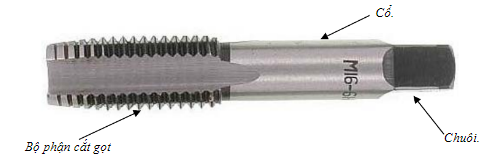 Cổ.
M16-6
Chuôi.
Bộ phận cắt gọt